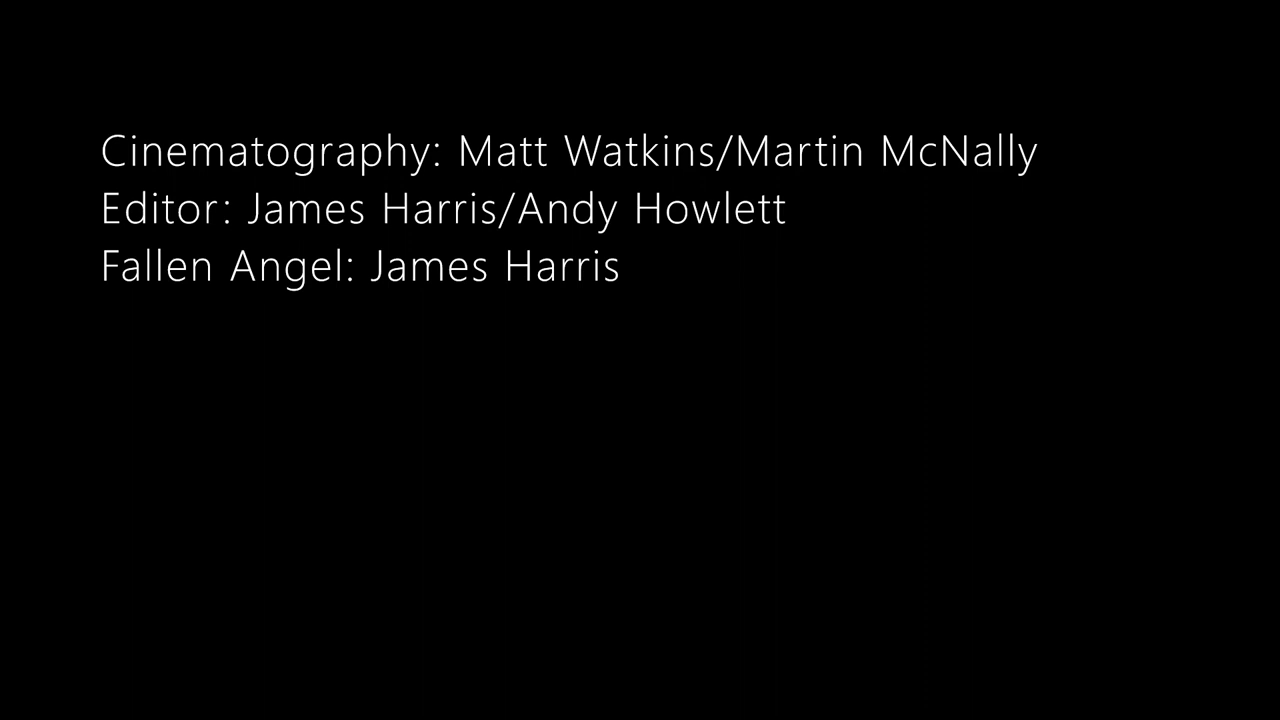 Cinematography: Matt Watkins/Martin McNally
Editor: James Harris/Andy Howlett
Fallen Angel: James Harris